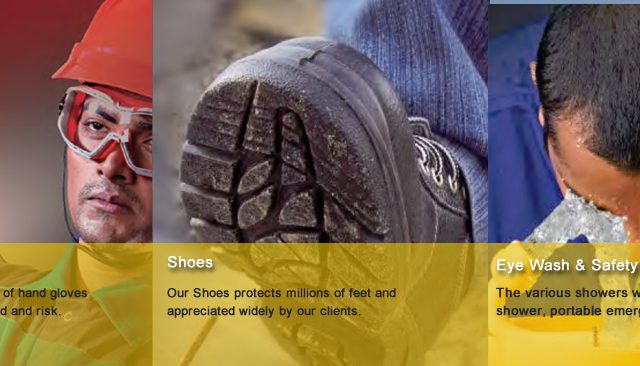 of hand gloves
d and risk.
Shoes
Our Shoes protects millions of feet and
appreciated widely by our clients.
Eye Wash & Safety
The various showers w
shower, portable emer